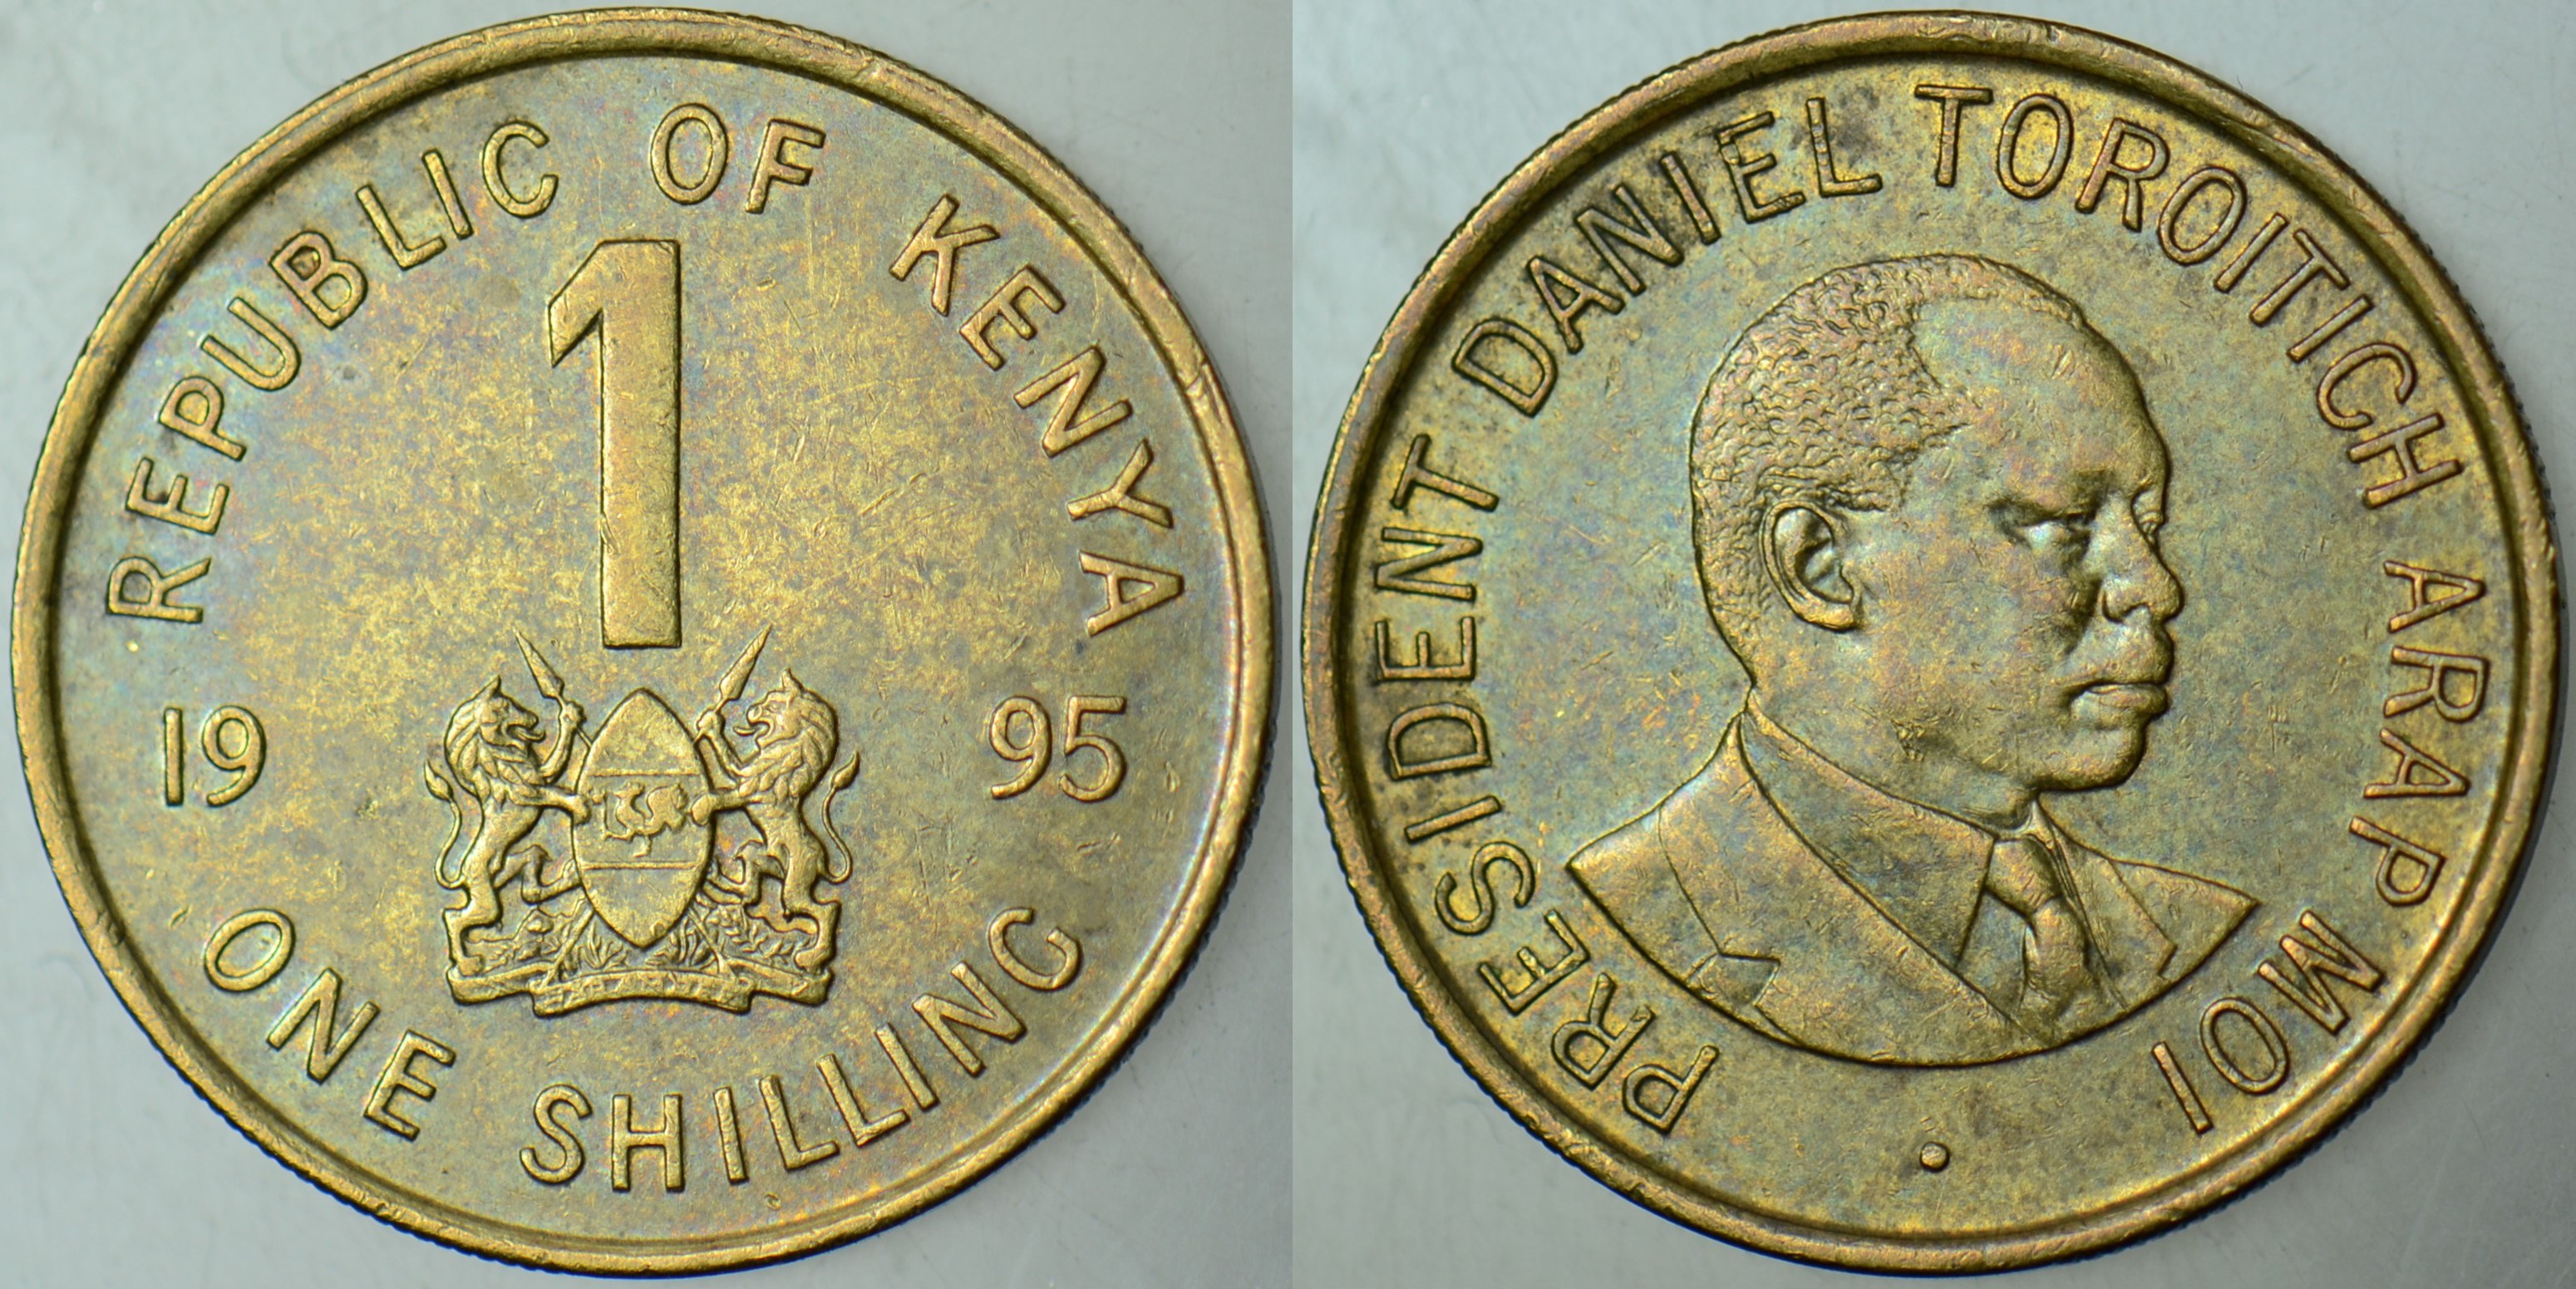 REPUBLIC OF KENYA
1
19 95
ONE SHILLING
PRESIDENT DANIEL TOROITICH ARAP MOI